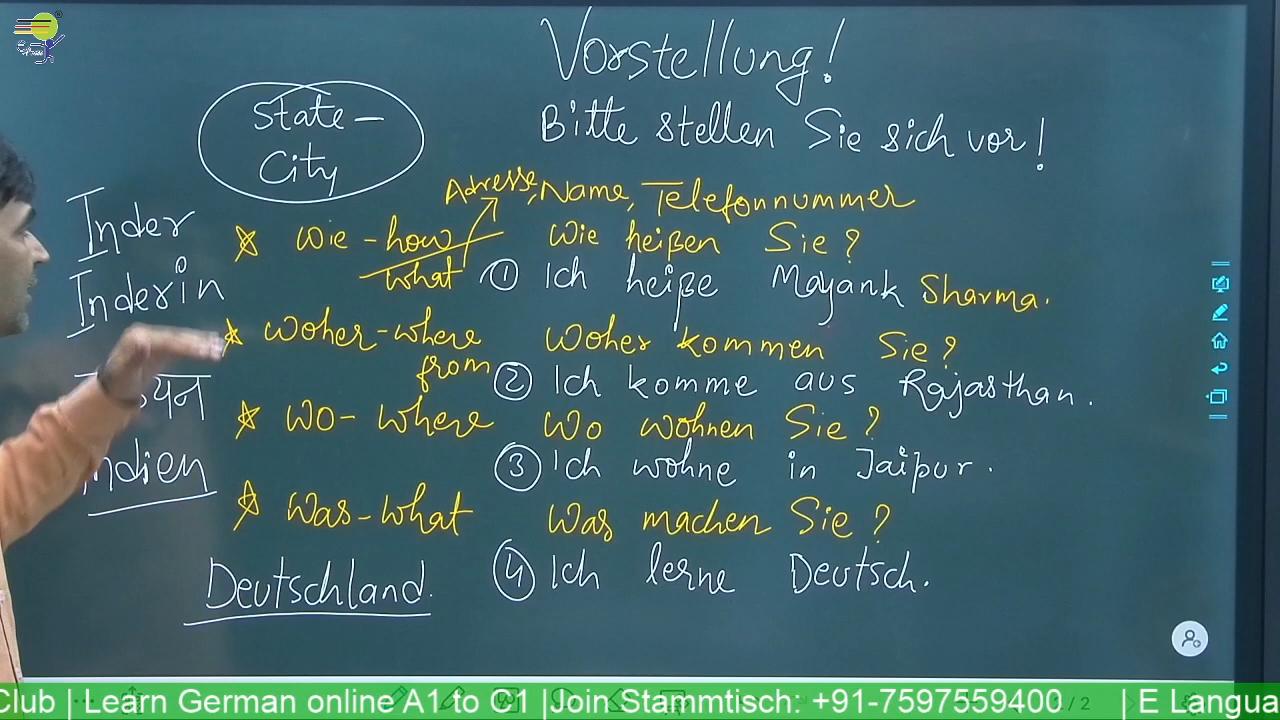 Vorstellung!
Bitte stellen Sie sich vor!
State -
City
Adresse, Name, Telefonnummer
Inder
Inderin
Indien
Deutschland.
☆ Wie - how Wie heißen Sie?
what ① Ich heiße Mayank Sharma.
☆ Woher - where Woher kommen Sie?
from ② Ich komme aus Rajasthan.
☆ Wo - where Wo wohnen Sie?
③ Ich wohne in Jaipur.
☆ Was - what Was machen Sie?
④ Ich lerne Deutsch.
Club | Learn German online A1 to C1 |Join Stammtisch: +91-7597559400 | E Langua